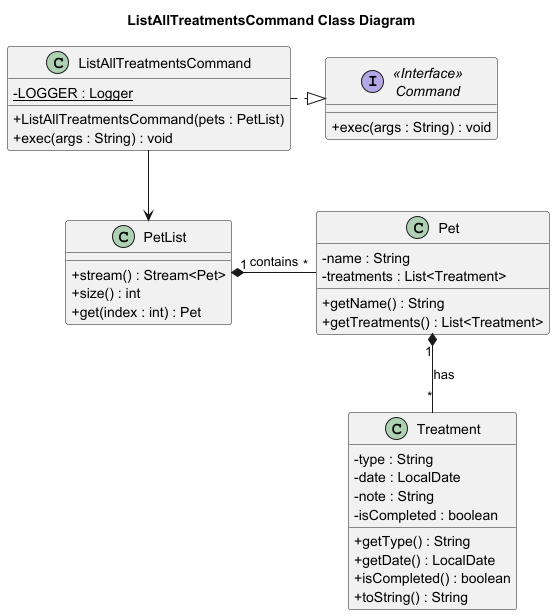 ListAllTreatmentsCommand Class Diagram
C ListAllTreatmentsCommand
-LOGGER : Logger
+ListAllTreatmentsCommand(pets : PetList)
+exec(args : String) : void
I «Interface»
Command
+exec(args : String) : void
C PetList
+stream() : Stream<Pet>
+size() : int
+get(index : int) : Pet
1 contains *
C Pet
-name : String
-treatments : List<Treatment>
+getName() : String
+getTreatments() : List<Treatment>
1
has
*
C Treatment
-type : String
-date : LocalDate
-note : String
-isCompleted : boolean
+getType() : String
+getDate() : LocalDate
+isCompleted() : boolean
+toString() : String